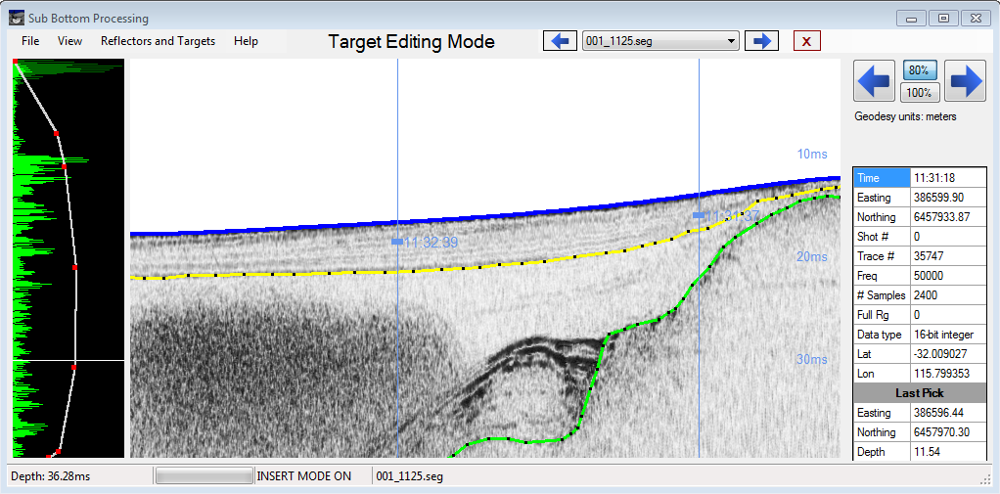 Sub Bottom Processing
File View Reflectors and Targets Help
Target Editing Mode
001_1125.seg
X
80%
100%
Geodesy units: meters
10ms
20ms
30ms
11:32:39
11:31:37
Time 11:31:18
Easting 386599.90
Northing 6457933.87
Shot # 0
Trace # 35747
Freq 50000
# Samples 2400
Full Rg 0
Data type 16-bit integer
Lat -32.009027
Lon 115.799353
Last Pick
Easting 386596.44
Northing 6457970.30
Depth 11.54
Depth: 36.28ms INSERT MODE ON 001_1125.seg